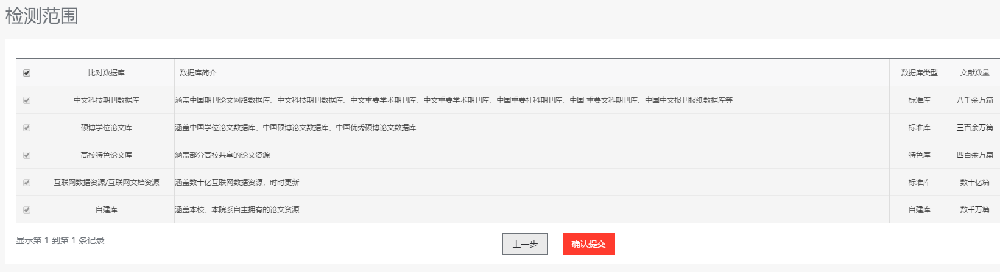 检测范围
比对数据库 数据库简介 数据库类型 文献数量
中文科技期刊数据库 涵盖中国期刊论文网络数据库、中文科技期刊数据库、中文重要学术期刊库、中文重要学术期刊库、中国重要社科期刊库、中国 重要文科期刊库、中国中文报刊报纸数据库等 标准库 八千余万篇
硕博学位论文库 涵盖中国学位论文数据库、中国硕博论文数据库、中国优秀硕博论文数据库 标准库 三百余万篇
高校特色论文库 涵盖部分高校共享的论文资源 特色库 四百余万篇
互联网数据资源/互联网文档资源 涵盖数十亿互联网数据资源，时时更新 标准库 数十亿篇
自建库 涵盖本校、本院系自主拥有的论文资源 自建库 数千万篇
显示第 1 到第 1 条记录 上一步 确认提交